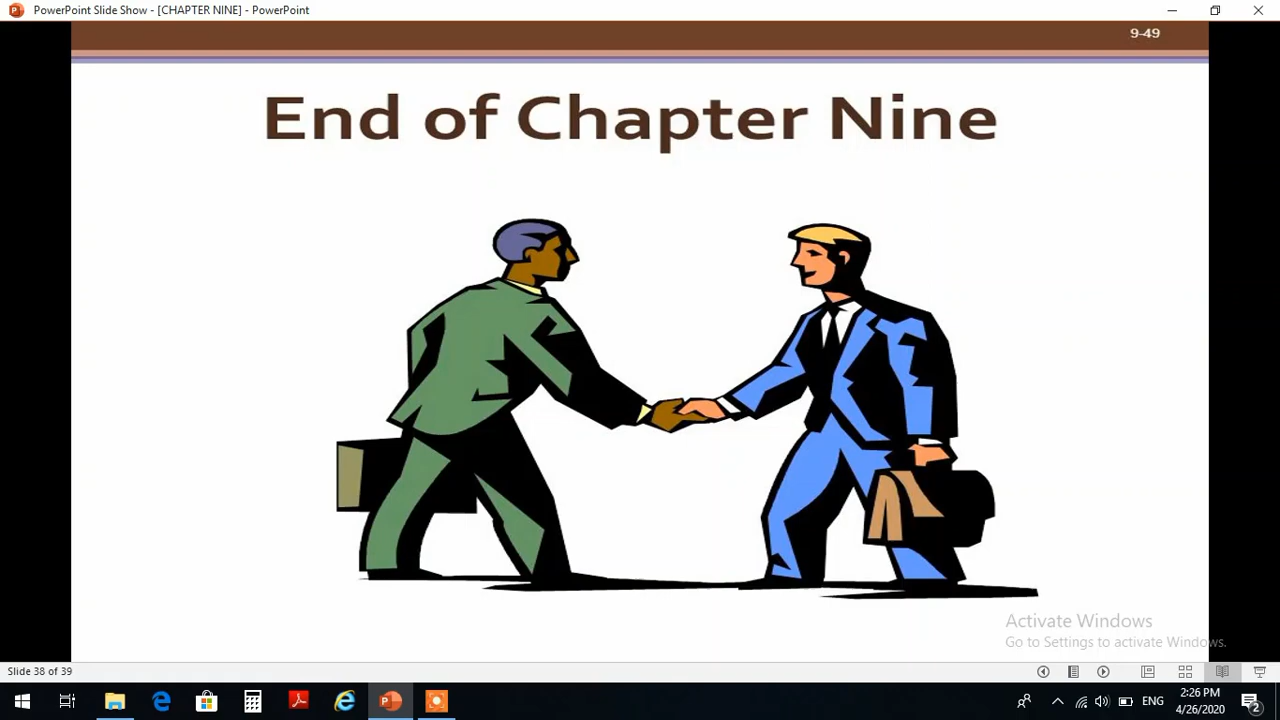 PowerPoint Slide Show - [CHAPTER NINE] - PowerPoint
9-49
End of Chapter Nine
Activate Windows
Go to Settings to activate Windows.
Slide 38 of 39
ENG
2:26 PM
4/26/2020
2